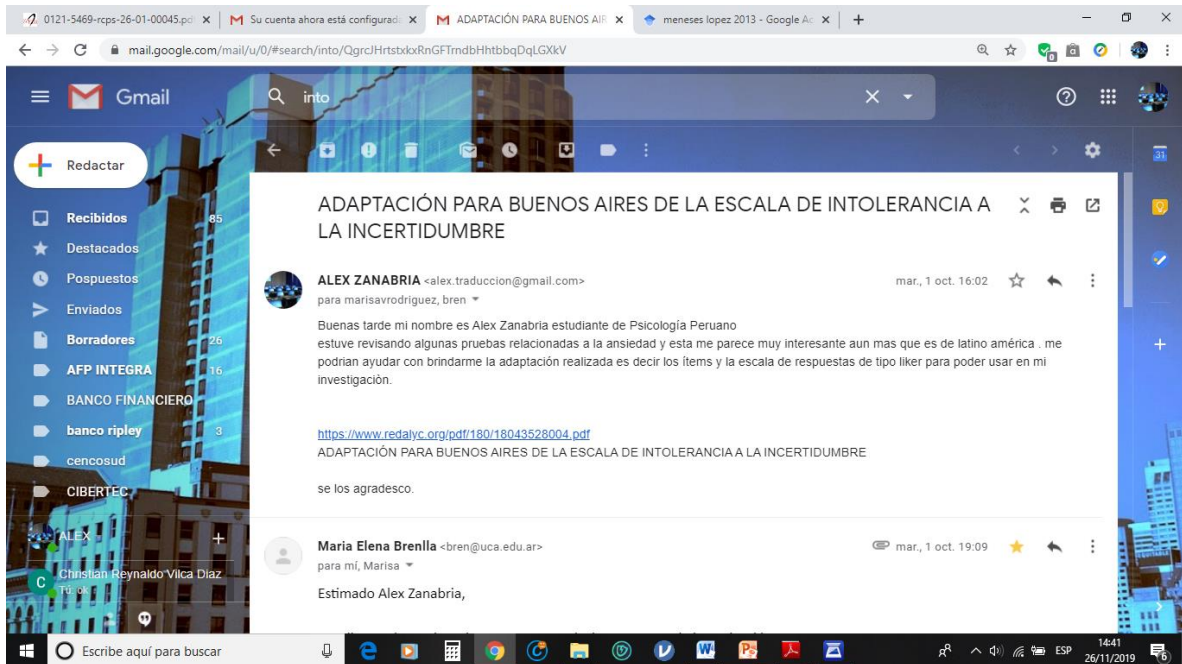 0121-5469-rcps-26-01-00045.pd
Su cuenta ahora está configurada
ADAPTACIÓN PARA BUENOS AIR
meneses lopez 2013 - Google Ac
mail.google.com/mail/u/0/#search/into/QgrcJHrtstxkxRnGFTrndbHhtbbqDqLGXkV
Gmail
into
Redactar
Recibidos 85
Destacados
Pospuestos
Enviados
Borradores 26
AFP INTEGRA 16
BANCO FINANCIERO
banco ripley 3
cencosud
CIBERTEC
ALEX
Christian Reynaldo Vilca Diaz
Tú: ok
ADAPTACIÓN PARA BUENOS AIRES DE LA ESCALA DE INTOLERANCIA A
LA INCERTIDUMBRE
ALEX ZANABRIA <alex.traduccion@gmail.com> mar., 1 oct. 16:02
para marisavrodriguez, bren
Buenas tarde mi nombre es Alex Zanabria estudiante de Psicología Peruano
estuve revisando algunas pruebas relacionadas a la ansiedad y esta me parece muy interesante aun mas que es de latino américa . me
podrian ayudar con brindarme la adaptación realizada es decir los ítems y la escala de respuestas de tipo liker para poder usar en mi
investigación.
https://www.redalyc.org/pdf/180/18043528004.pdf
ADAPTACIÓN PARA BUENOS AIRES DE LA ESCALA DE INTOLERANCIA A LA INCERTIDUMBRE
se los agradesco.
Maria Elena Brenlla <bren@uca.edu.ar> mar., 1 oct. 19:09
para mí, Marisa
Estimado Alex Zanabria,
31
Escribe aquí para buscar
ESP
14:41
26/11/2019
6